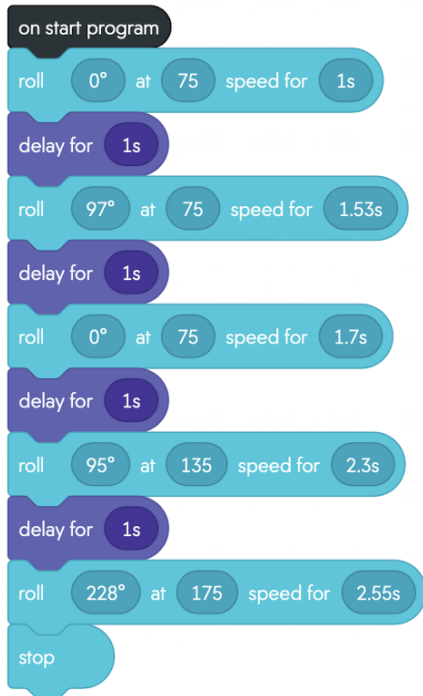 on start program
roll 0° at 75 speed for 1s
delay for 1s
roll 97° at 75 speed for 1.53s
delay for 1s
roll 0° at 75 speed for 1.7s
delay for 1s
roll 95° at 135 speed for 2.3s
delay for 1s
roll 228° at 175 speed for 2.55s
stop